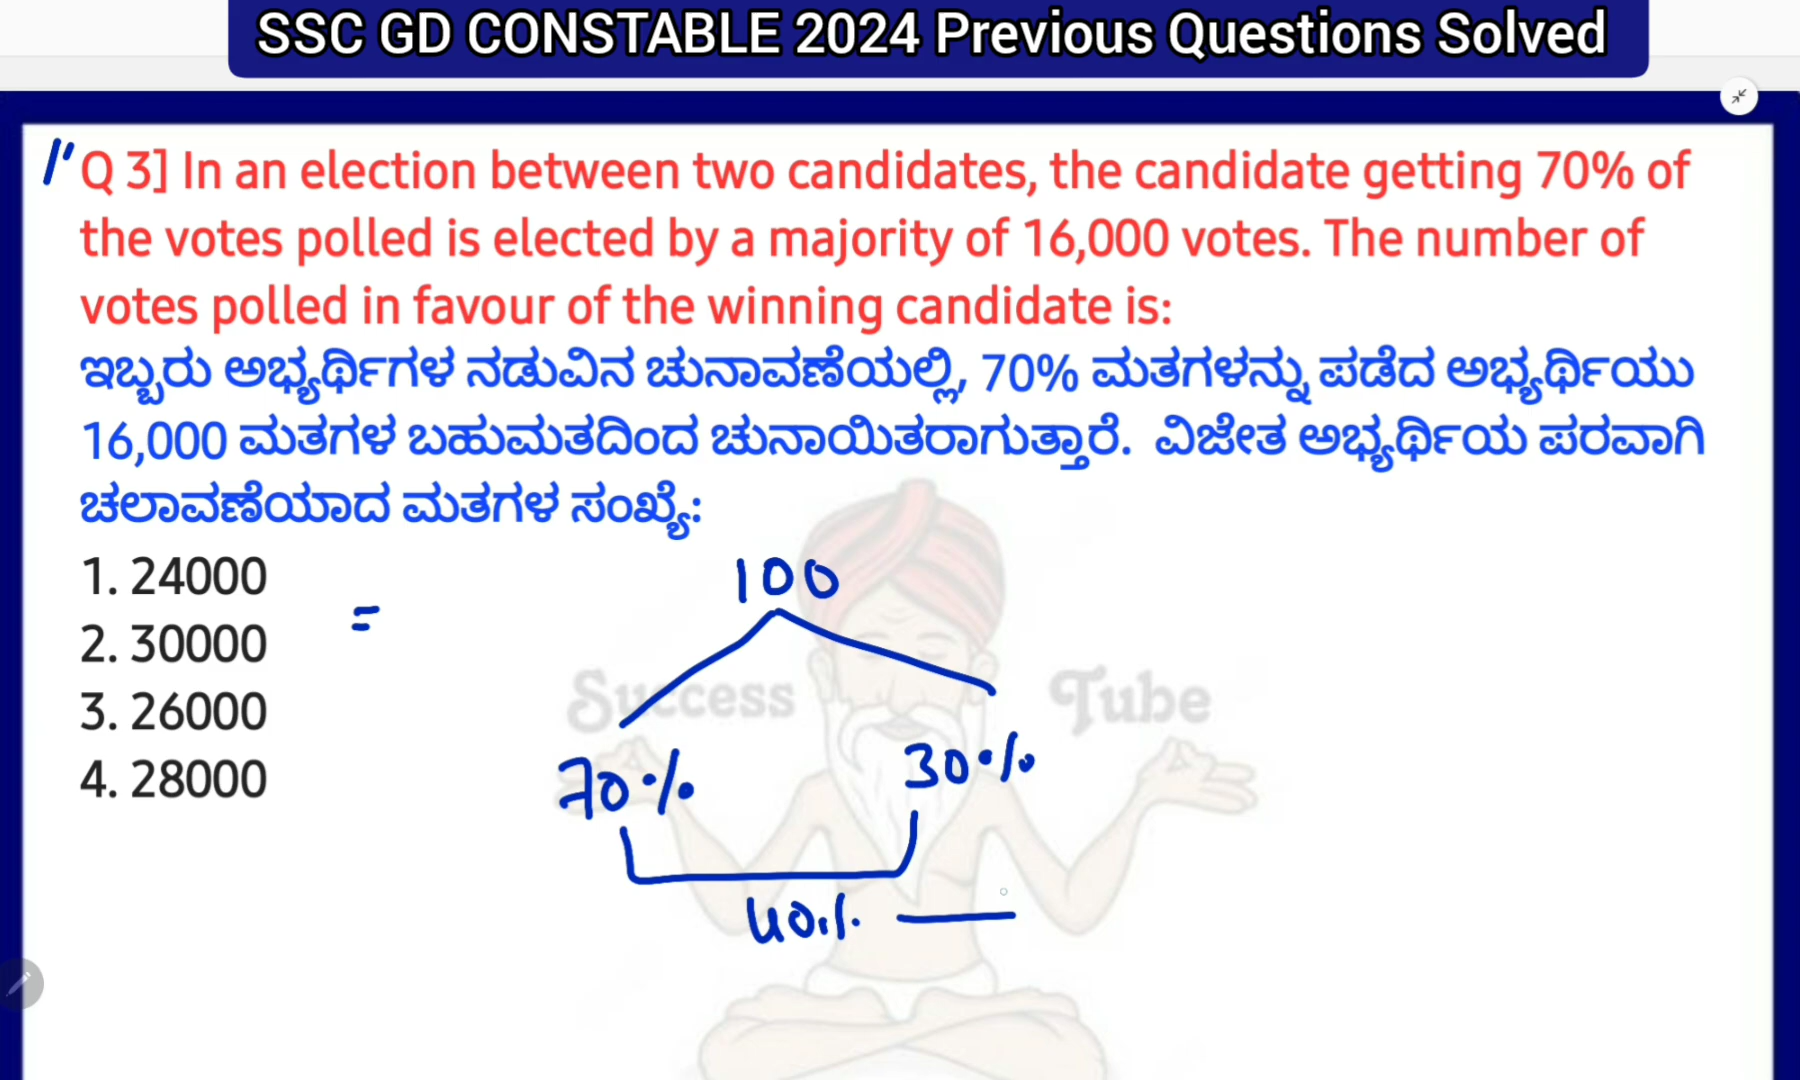 SSC GD CONSTABLE 2024 Previous Questions Solved
Q 3] In an election between two candidates, the candidate getting 70% of
the votes polled is elected by a majority of 16,000 votes. The number of
votes polled in favour of the winning candidate is:
ಇಬ್ಬರು ಅಭ್ಯರ್ಥಿಗಳ ನಡುವಿನ ಚುನಾವಣೆಯಲ್ಲಿ, 70% ಮತಗಳನ್ನು ಪಡೆದ ಅಭ್ಯರ್ಥಿಯು
16,000 ಮತಗಳ ಬಹುಮತದಿಂದ ಚುನಾಯಿತರಾಗುತ್ತಾರೆ. ವಿಜೇತ ಅಭ್ಯರ್ಥಿಯ ಪರವಾಗಿ
ಚಲಾವಣೆಯಾದ ಮತಗಳ ಸಂಖ್ಯೆ:
1. 24000
2. 30000
3. 26000
4. 28000
=
100
Success Tube
70% 30%
40%